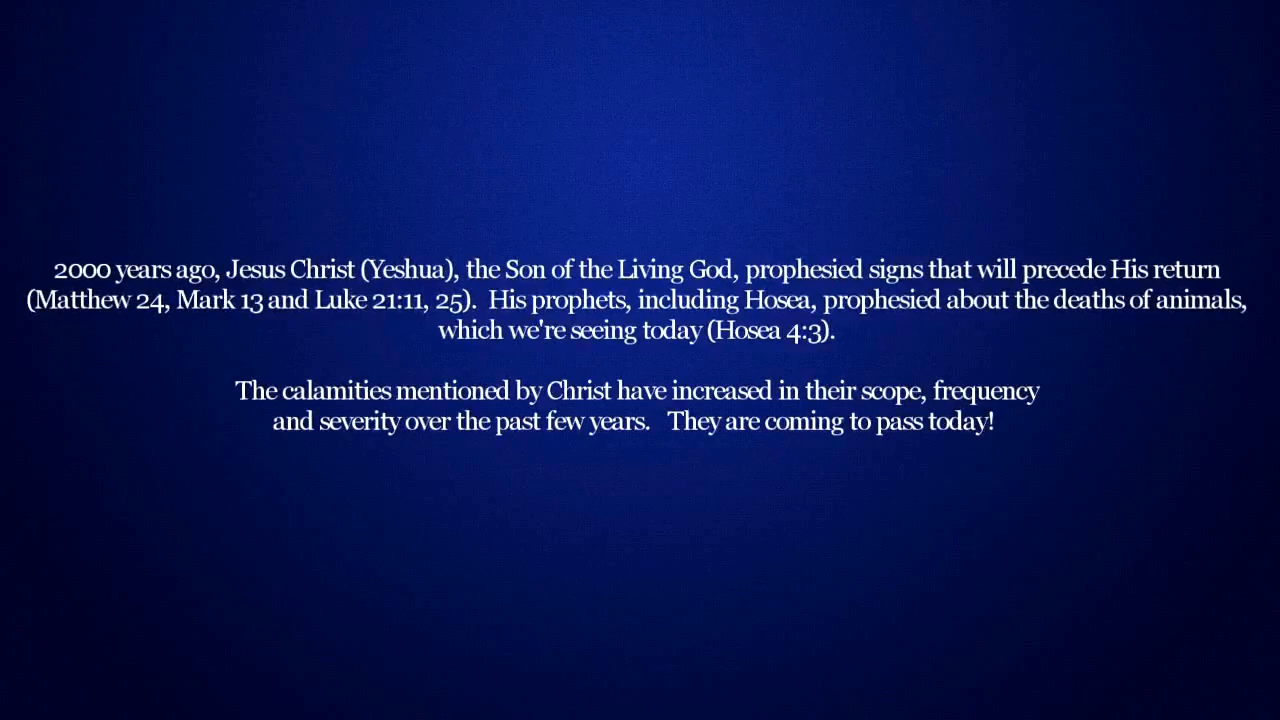 2000 years ago, Jesus Christ (Yeshua), the Son of the Living God, prophesied signs that will precede His return
(Matthew 24, Mark 13 and Luke 21:11, 25).  His prophets, including Hosea, prophesied about the deaths of animals,
which we're seeing today (Hosea 4:3).
The calamities mentioned by Christ have increased in their scope, frequency
and severity over the past few years.   They are coming to pass today!